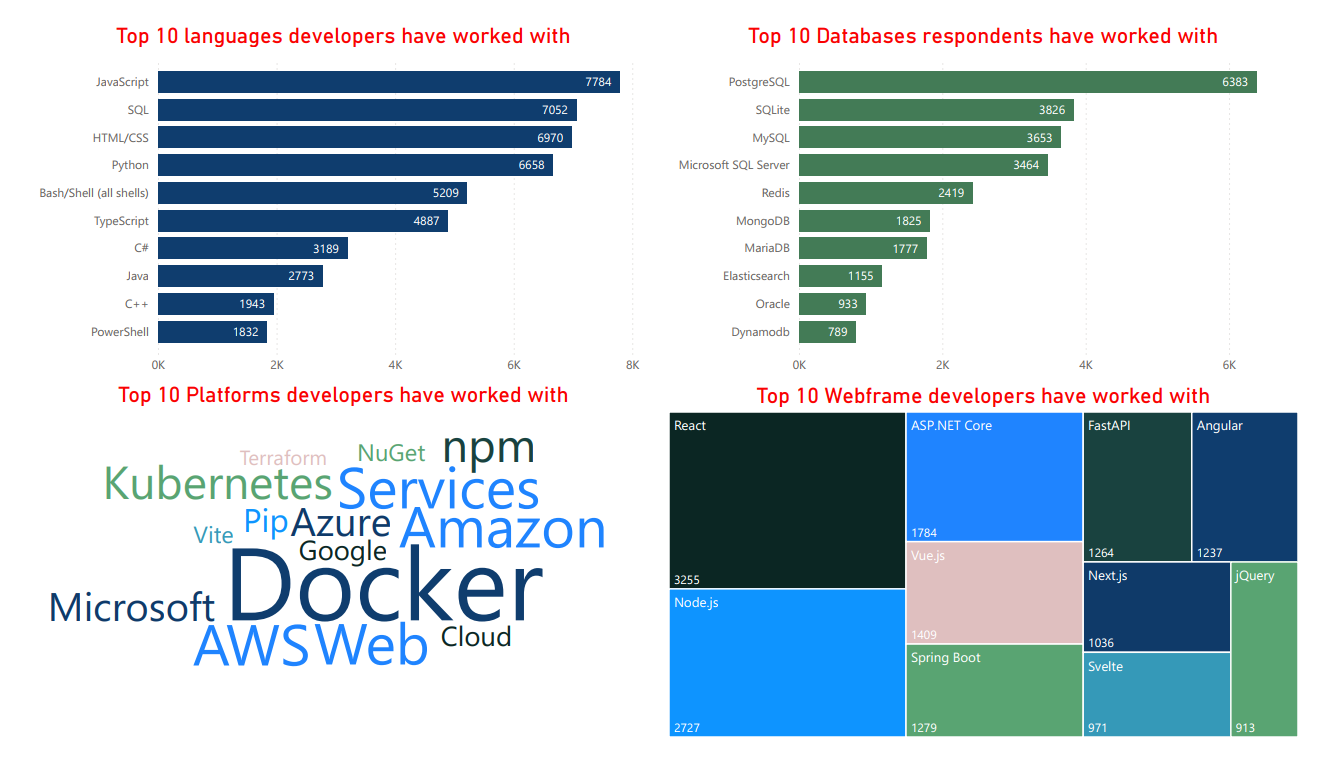 Top 10 languages developers have worked with
JavaScript 7784
SQL 7052
HTML/CSS 6970
Python 6658
Bash/Shell (all shells) 5209
TypeScript 4887
C# 3189
Java 2773
C++ 1943
PowerShell 1832
0K 2K 4K 6K 8K
Top 10 Databases respondents have worked with
PostgreSQL 6383
SQLite 3826
MySQL 3653
Microsoft SQL Server 3464
Redis 2419
MongoDB 1825
MariaDB 1777
Elasticsearch 1155
Oracle 933
Dynamodb 789
0K 2K 4K 6K
Top 10 Platforms developers have worked with
Terraform NuGet npm
Kubernetes Services
Vite Pip Azure Amazon
Google
Docker
Microsoft
AWS Web Cloud
Top 10 Webframe developers have worked with
React
3255
Node.js
2727
ASP.NET Core
1784
Vue.js
1409
Spring Boot
1279
FastAPI
1264
Angular
1237
Next.js
1036
Svelte
971
jQuery
913